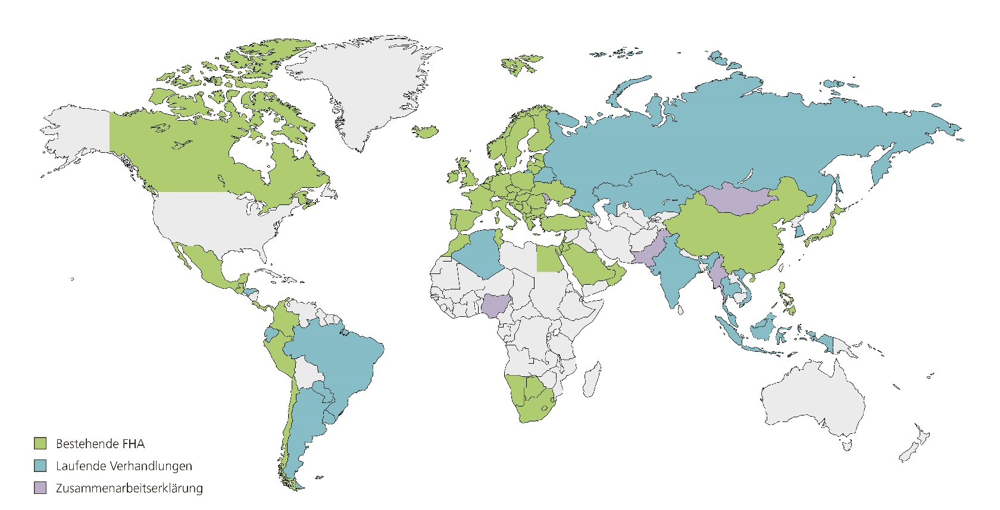 Bestehende FHA
Laufende Verhandlungen
Zusammenarbeitserklärung